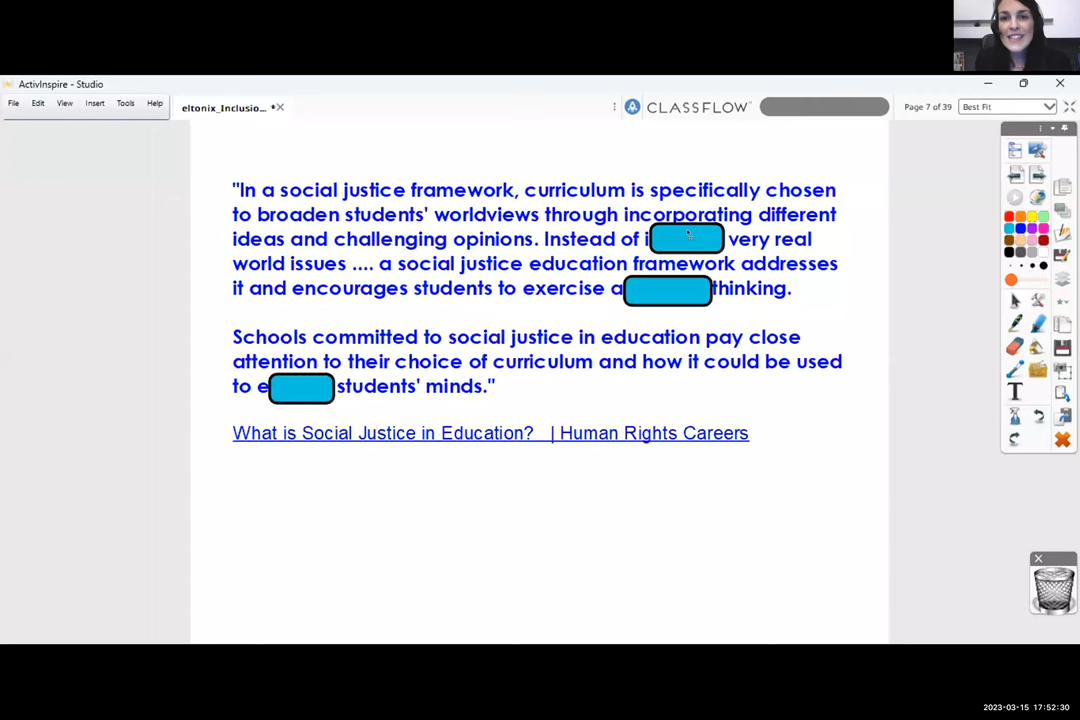 ActivInspire - Studio
File Edit View Insert Tools Help
eltonix_Inclusio... *
CLASSFLOW
Page 7 of 39
Best Fit
"In a social justice framework, curriculum is specifically chosen
to broaden students' worldviews through incorporating different
ideas and challenging opinions. Instead of i very real
world issues .... a social justice education framework addresses
it and encourages students to exercise a thinking.
Schools committed to social justice in education pay close
attention to their choice of curriculum and how it could be used
to e students' minds."
What is Social Justice in Education? | Human Rights Careers
2023-03-15 17:52:30